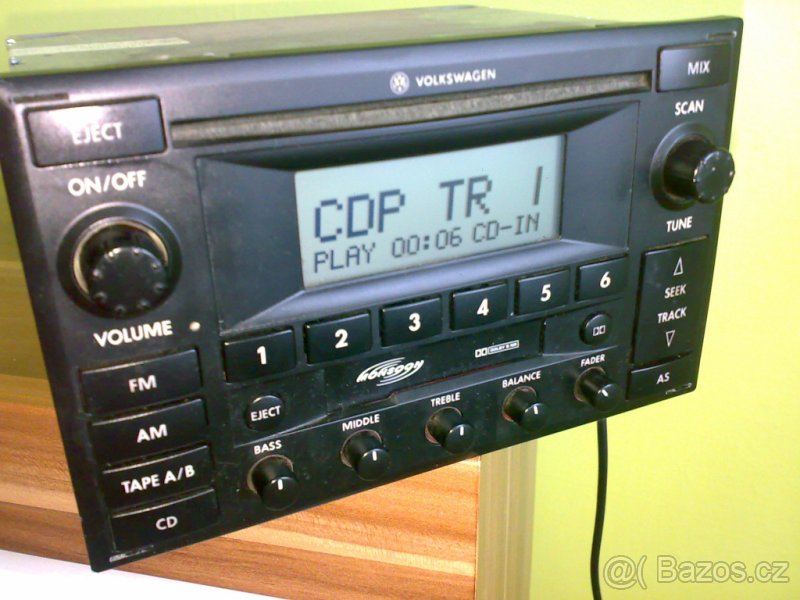 VOLKSWAGEN
MIX
EJECT
SCAN
ON/OFF
CDP TR 1
PLAY 00:06 CD-IN
TUNE
VOLUME
1 2 3 4 5 6
SEEK
TRACK
MONSOON
DOLBY B NR
FM
AM
TAPE A/B
CD
EJECT
BASS MIDDLE TREBLE BALANCE FADER
AS
@( Bazos.cz